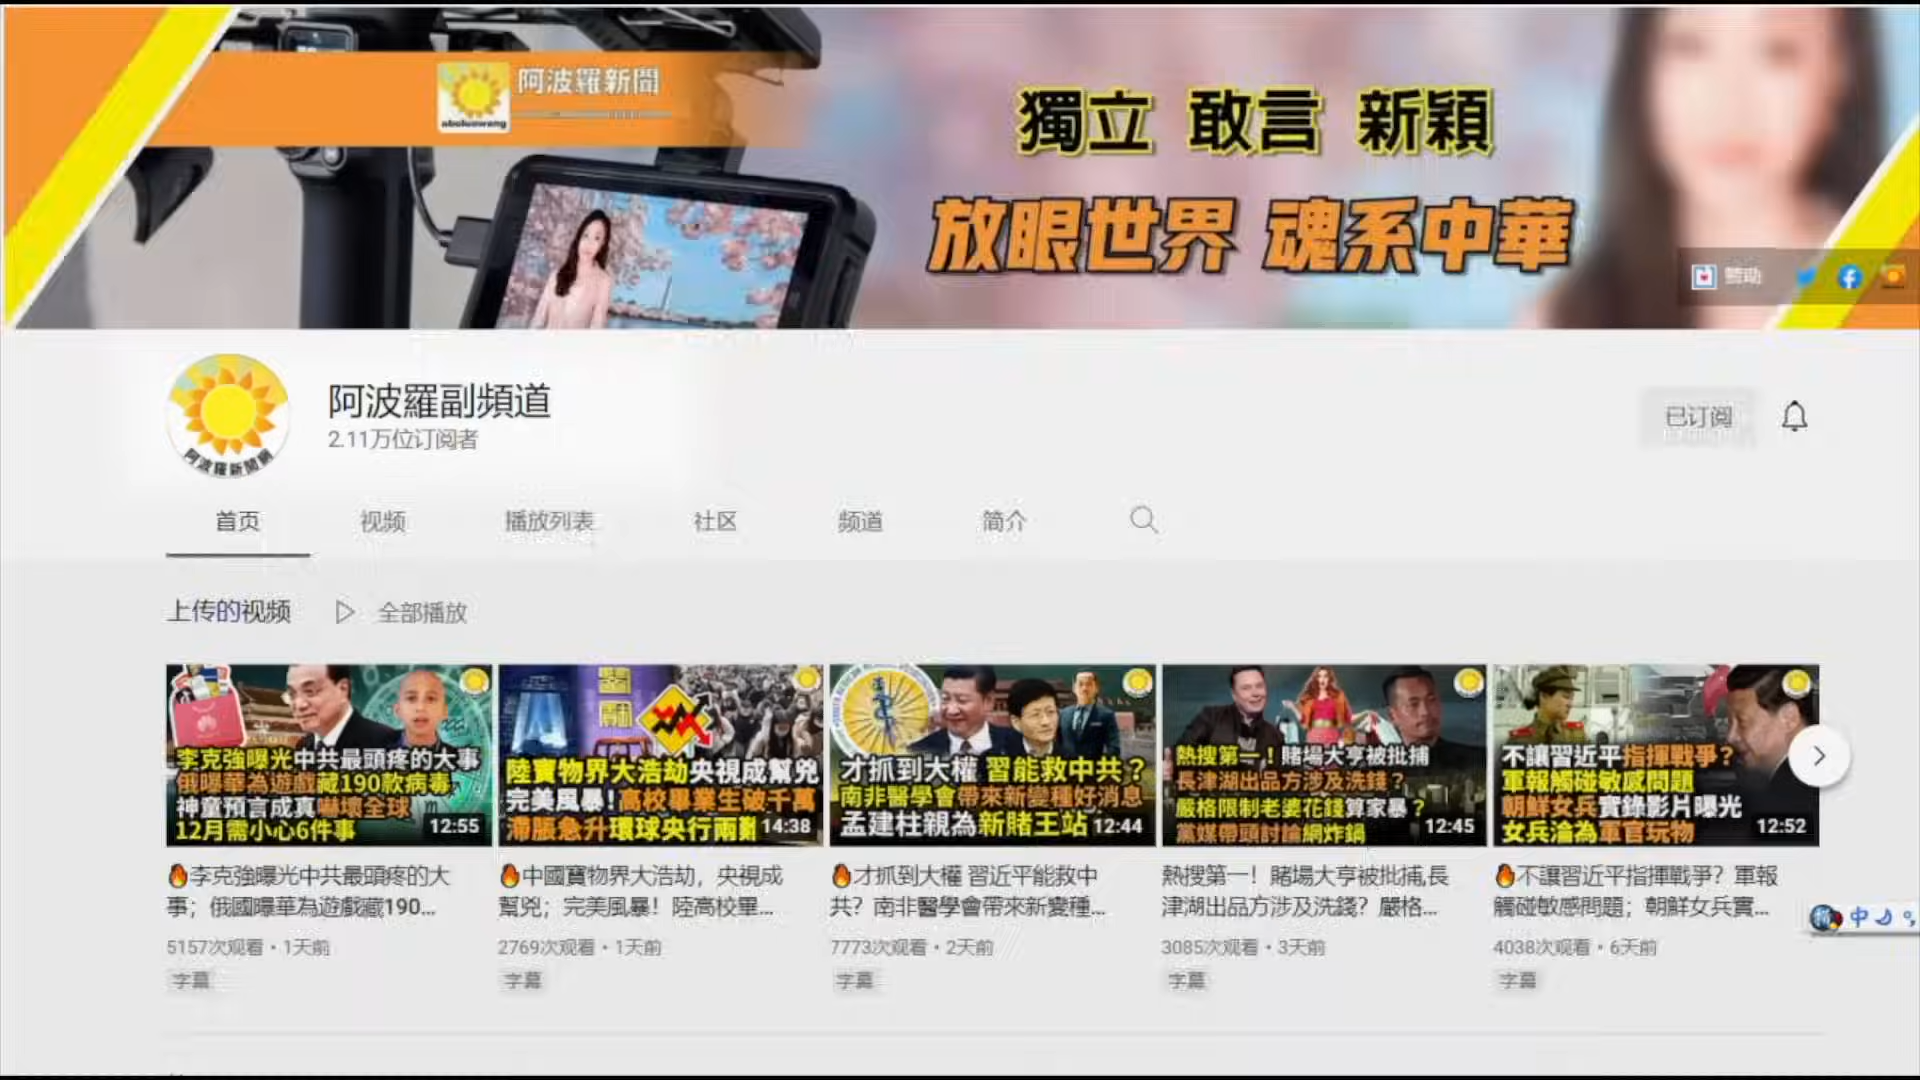 阿波羅新聞
aboluowang
獨立 敢言 新穎
放眼世界 魂系中華
赞助
阿波羅新聞網
阿波羅副頻道
2.11万位订阅者
已订阅
首页 视频 播放列表 社区 频道 简介
上传的视频 全部播放
李克強曝光中共最頭疼的大事
俄曝華為遊戲藏190款病毒
神童預言成真嚇壞全球
12月需小心6件事
12:55
陸寶物界大浩劫央視成幫兇
完美風暴!高校畢業生破千萬
滯脹急升環球央行兩難
14:38
才抓到大權 習能救中共?
南非醫學會帶來新變種好消息
孟建柱親為新賭王站
12:44
熱搜第一!賭場大亨被批捕
長津湖出品方涉及洗錢?
嚴格限制老婆花錢算家暴?
黨媒帶頭討論網炸鍋
12:45
不讓習近平指揮戰爭?
軍報觸碰敏感問題
朝鮮女兵實錄影片曝光
女兵淪為軍官玩物
12:52
🔥李克強曝光中共最頭疼的大
事；俄國曝華為遊戲藏190...
5157次观看 • 1天前
字幕
🔥中國寶物界大浩劫，央視成
幫兇；完美風暴！陸高校畢...
2769次观看 • 1天前
字幕
🔥才抓到大權 習近平能救中
共？南非醫學會帶來新變種...
7773次观看 • 2天前
字幕
熱搜第一！賭場大亨被批捕,長
津湖出品方涉及洗錢？嚴格...
3085次观看 • 3天前
字幕
🔥不讓習近平指揮戰爭？軍報
觸碰敏感問題；朝鮮女兵實...
4038次观看 • 6天前
字幕
中